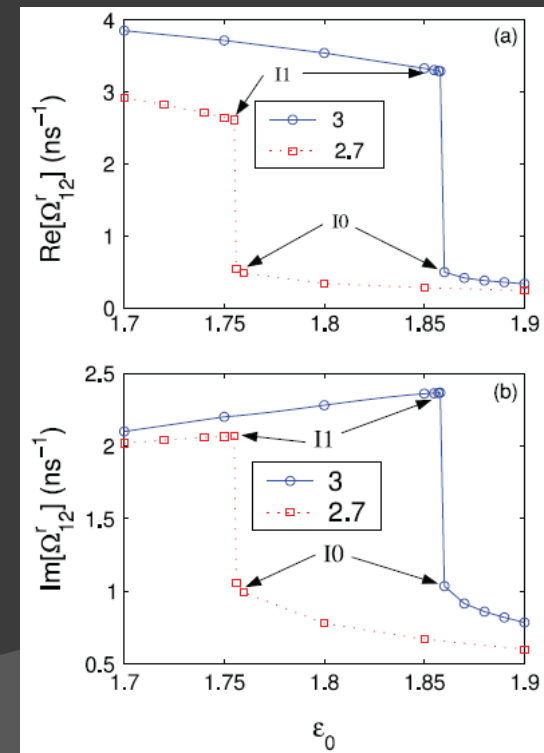 (a)
4
3
2
1
0
Re[Ω^r_12] (ns^−1)
I1
3
2.7
I0
1.7 1.75 1.8 1.85 1.9
(b)
2.5
2
1.5
1
0.5
Im[Ω^r_12] (ns^−1)
I1
3
2.7
I0
1.7 1.75 1.8 1.85 1.9
ε_0